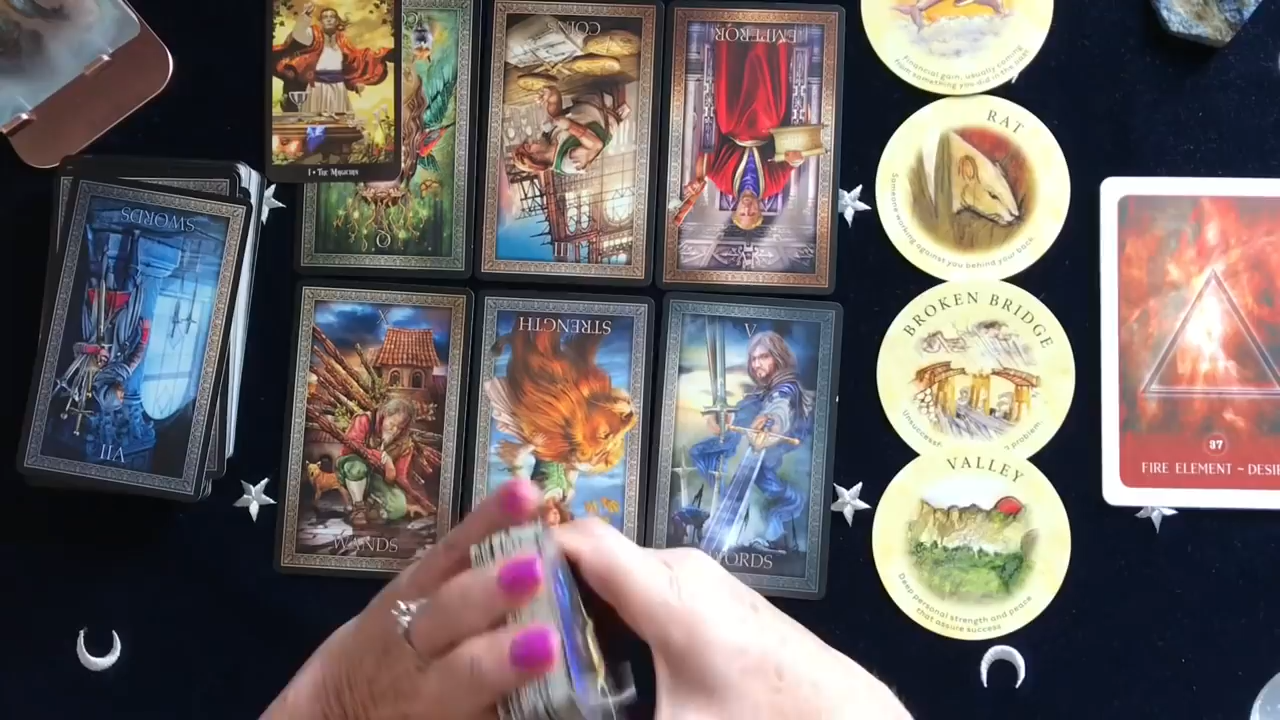 COINS
EMPEROR
I • THE MAGICIAN
Q
Financial gain, usually coming
from something you did in the past
RAT
Someone working against you behind your back
SWORDS
VII
X
WANDS
STRENGTH
V
ORDS
BROKEN BRIDGE
problem.
VALLEY
Deep personal strength and peace
that assure success
37
FIRE ELEMENT ~ DESI